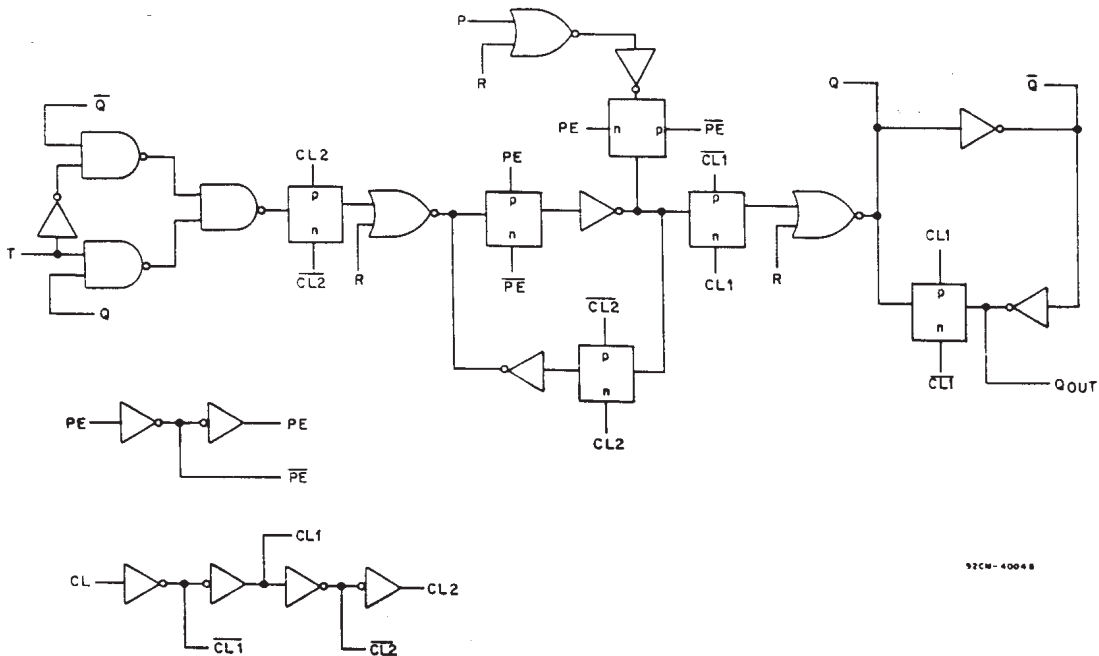 P
R
Q̅
Q
Q̅
PE
n
p
P̅E̅
CL2
p
n
C̅L̅2̅
R
PE
p
n
P̅E̅
C̅L̅1̅
p
n
CL1
R
T
Q
CL1
p
n
C̅L̅1̅
QOUT
C̅L̅2̅
p
n
CL2
PE
PE
P̅E̅
CL
CL1
CL2
C̅L̅1̅
C̅L̅2̅
92CM-40048